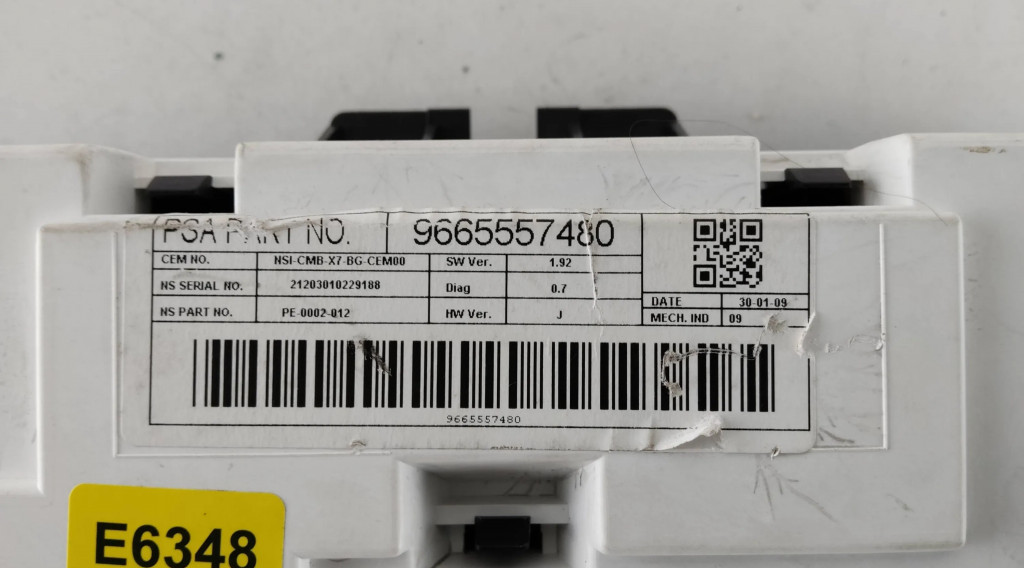 PSA PART NO. 9665557480
CEM NO. NSI-CMB-X7-BG-CEM00 SW Ver. 1.92
NS SERIAL NO. 21203010229188 Diag 0.7
DATE 30-01-09
NS PART NO. PE-0002-012 HW Ver. J
MECH. IND 09
9665557480
E6348